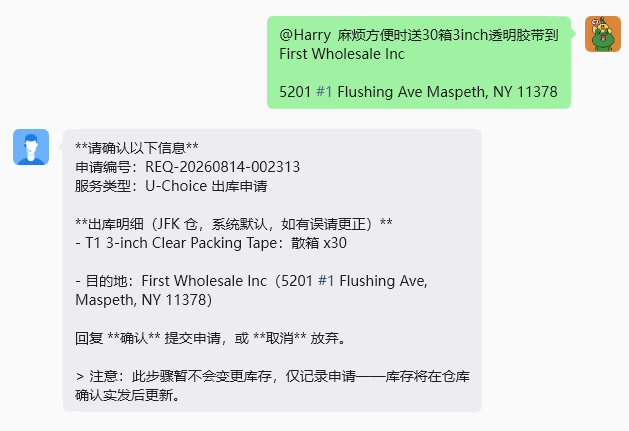 @Harry 麻烦方便时送30箱3inch透明胶带到
First Wholesale Inc
5201 #1 Flushing Ave Maspeth, NY 11378
**请确认以下信息**
申请编号：REQ-20260814-002313
服务类型：U-Choice 出库申请
**出库明细（JFK 仓，系统默认，如有误请更正）**
- T1 3-inch Clear Packing Tape：散箱 x30
- 目的地：First Wholesale Inc（5201 #1 Flushing Ave,
Maspeth, NY 11378）
回复 **确认** 提交申请，或 **取消** 放弃。
> 注意：此步骤暂不会变更库存，仅记录申请——库存将在仓库
确认实发后更新。